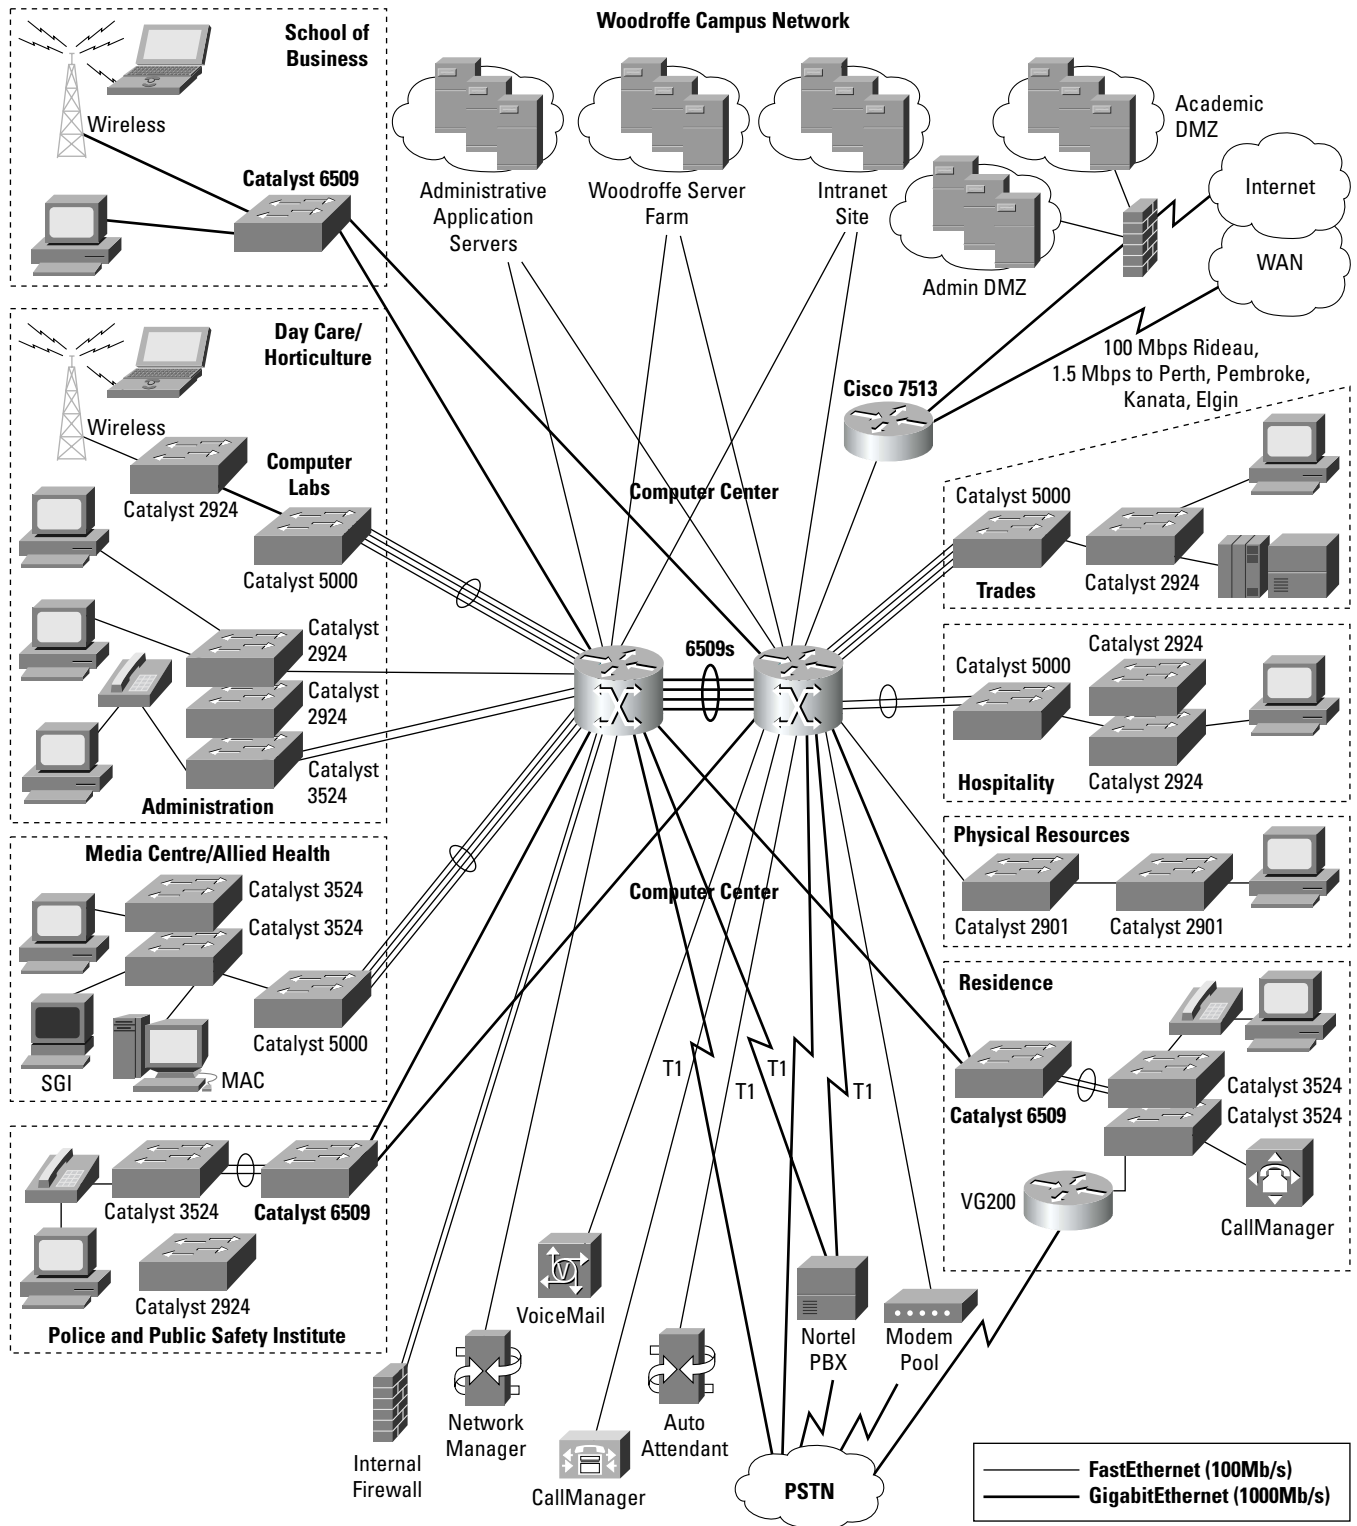 Woodroffe Campus Network
School of
Business
Wireless
Catalyst 6509
Administrative
Application
Servers
Woodroffe Server
Farm
Intranet
Site
Academic
DMZ
Admin DMZ
Internet
WAN
100 Mbps Rideau,
1.5 Mbps to Perth, Pembroke,
Kanata, Elgin
Cisco 7513
Day Care/
Horticulture
Wireless
Catalyst 2924
Computer
Labs
Catalyst 5000
Catalyst
2924
Catalyst
2924
Catalyst
3524
Administration
Computer Center
6509s
Computer Center
Catalyst 5000
Catalyst 2924
Trades
Catalyst 2924
Catalyst 5000
Catalyst 2924
Hospitality
Physical Resources
Catalyst 2901
Catalyst 2901
Media Centre/Allied Health
Catalyst 3524
Catalyst 3524
Catalyst 5000
SGI
MAC
Residence
Catalyst 3524
Catalyst 3524
Catalyst 6509
VG200
CallManager
T1
T1
T1
T1
Catalyst 3524
Catalyst 6509
Catalyst 2924
Police and Public Safety Institute
VoiceMail
Internal
Firewall
Network
Manager
CallManager
Auto
Attendant
Nortel
PBX
Modem
Pool
PSTN
FastEthernet (100Mb/s)
GigabitEthernet (1000Mb/s)
V